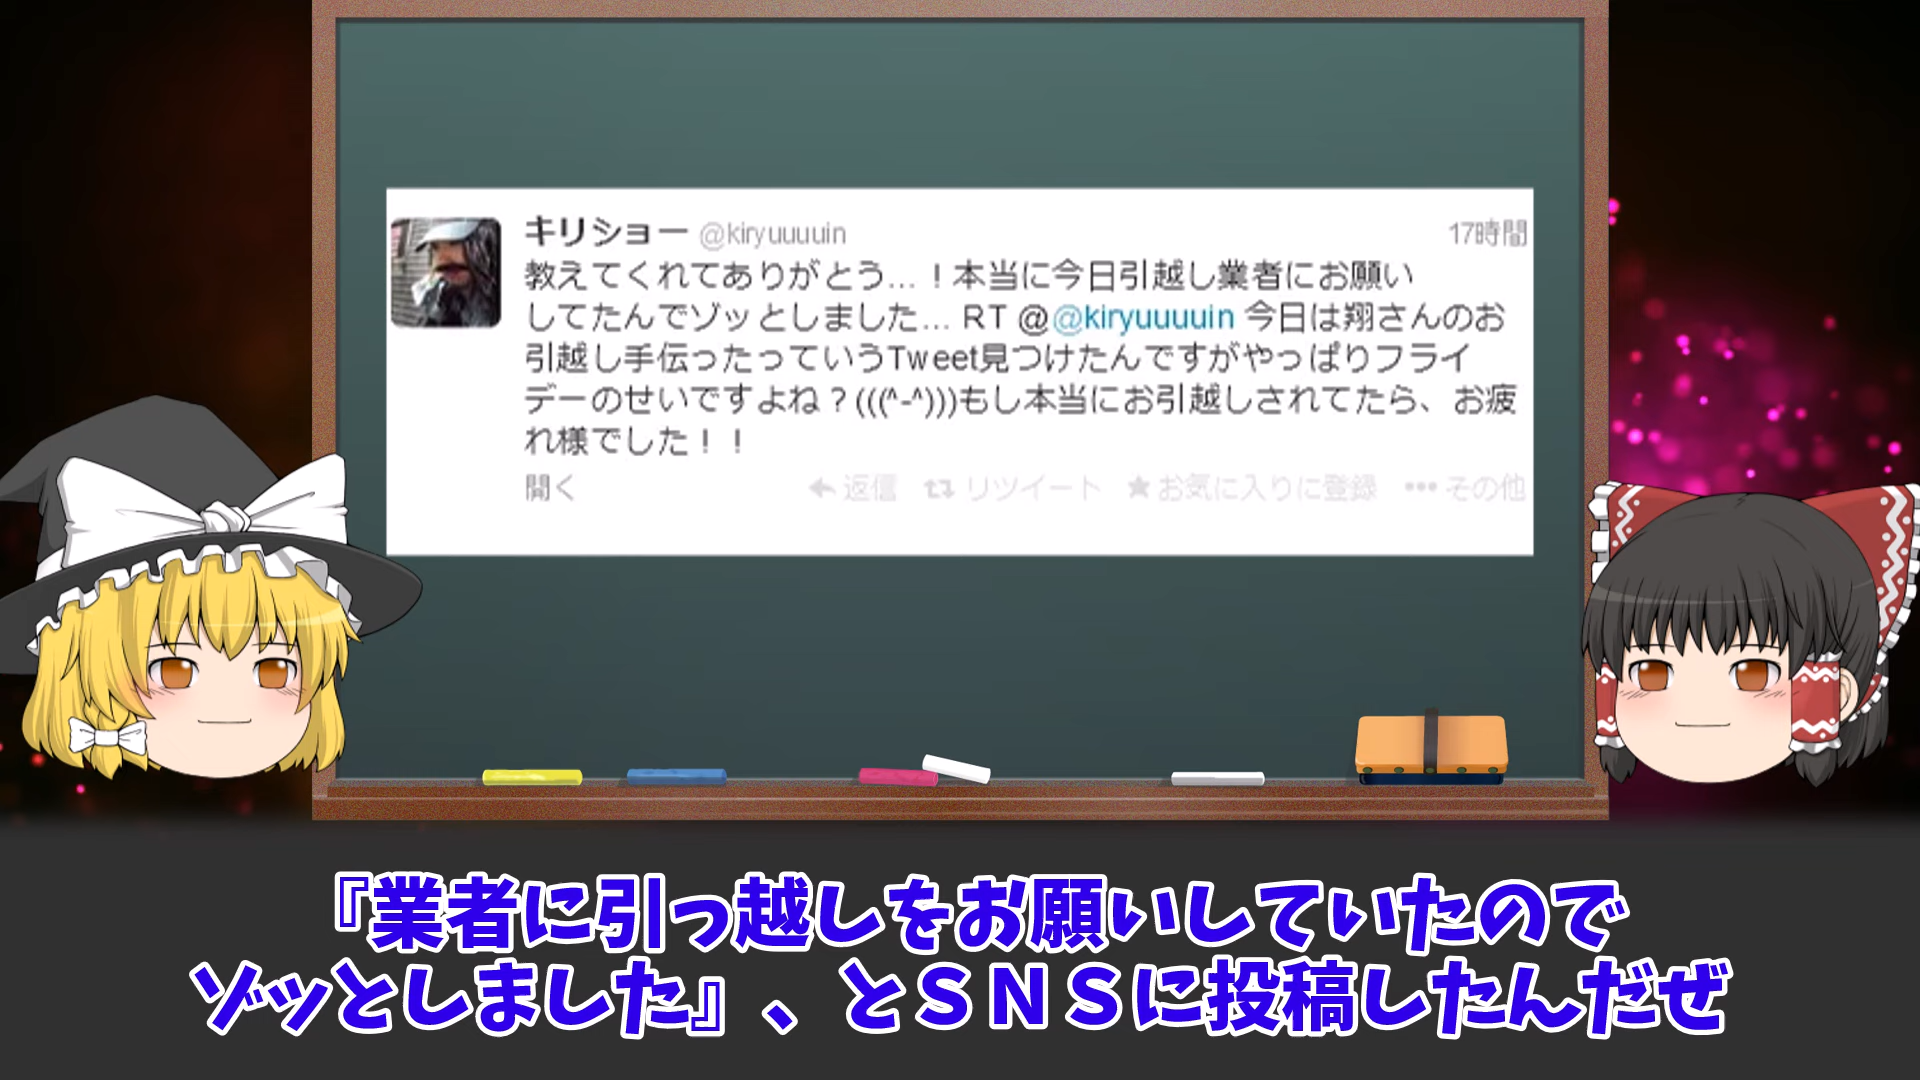 キリショー @kiryuuuuin 17時間
教えてくれてありがとう...！本当に今日引越し業者にお願い
してたんでゾッとしました... RT @@kiryuuuuin 今日は翔さんのお
引越し手伝ったっていうTweet見つけたんですがやっぱりフライ
デーのせいですよね？(((^-^)))もし本当にお引越しされてたら、お疲
れ様でした！！
開く 返信 リツイート お気に入りに登録 その他
『業者に引っ越しをお願いしていたので
ゾッとしました』、とＳＮＳに投稿したんだぜ